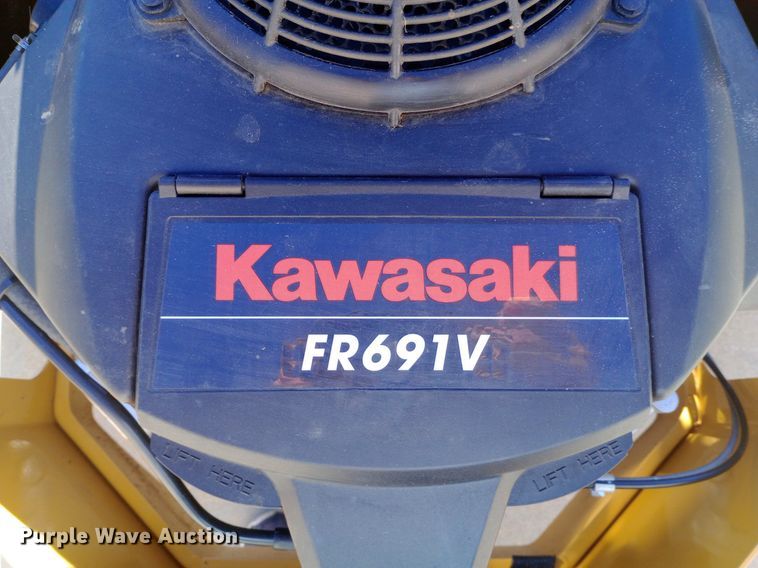 Kawasaki
FR691V
LIFT HERE
LIFT HERE
Purple Wave Auction